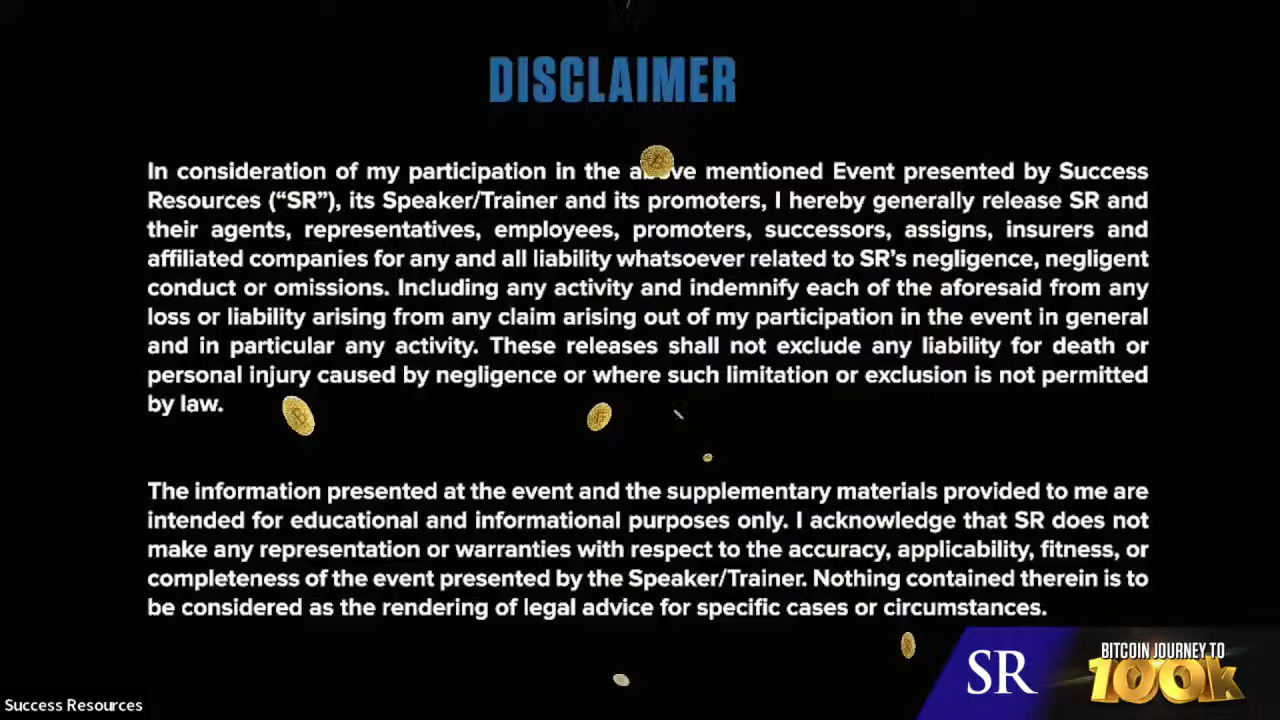 DISCLAIMER
In consideration of my participation in the above mentioned Event presented by Success
Resources (“SR”), its Speaker/Trainer and its promoters, I hereby generally release SR and
their agents, representatives, employees, promoters, successors, assigns, insurers and
affiliated companies for any and all liability whatsoever related to SR’s negligence, negligent
conduct or omissions. Including any activity and indemnify each of the aforesaid from any
loss or liability arising from any claim arising out of my participation in the event in general
and in particular any activity. These releases shall not exclude any liability for death or
personal injury caused by negligence or where such limitation or exclusion is not permitted
by law.
The information presented at the event and the supplementary materials provided to me are
intended for educational and informational purposes only. I acknowledge that SR does not
make any representation or warranties with respect to the accuracy, applicability, fitness, or
completeness of the event presented by the Speaker/Trainer. Nothing contained therein is to
be considered as the rendering of legal advice for specific cases or circumstances.
SR
BITCOIN JOURNEY TO
100k
Success Resources